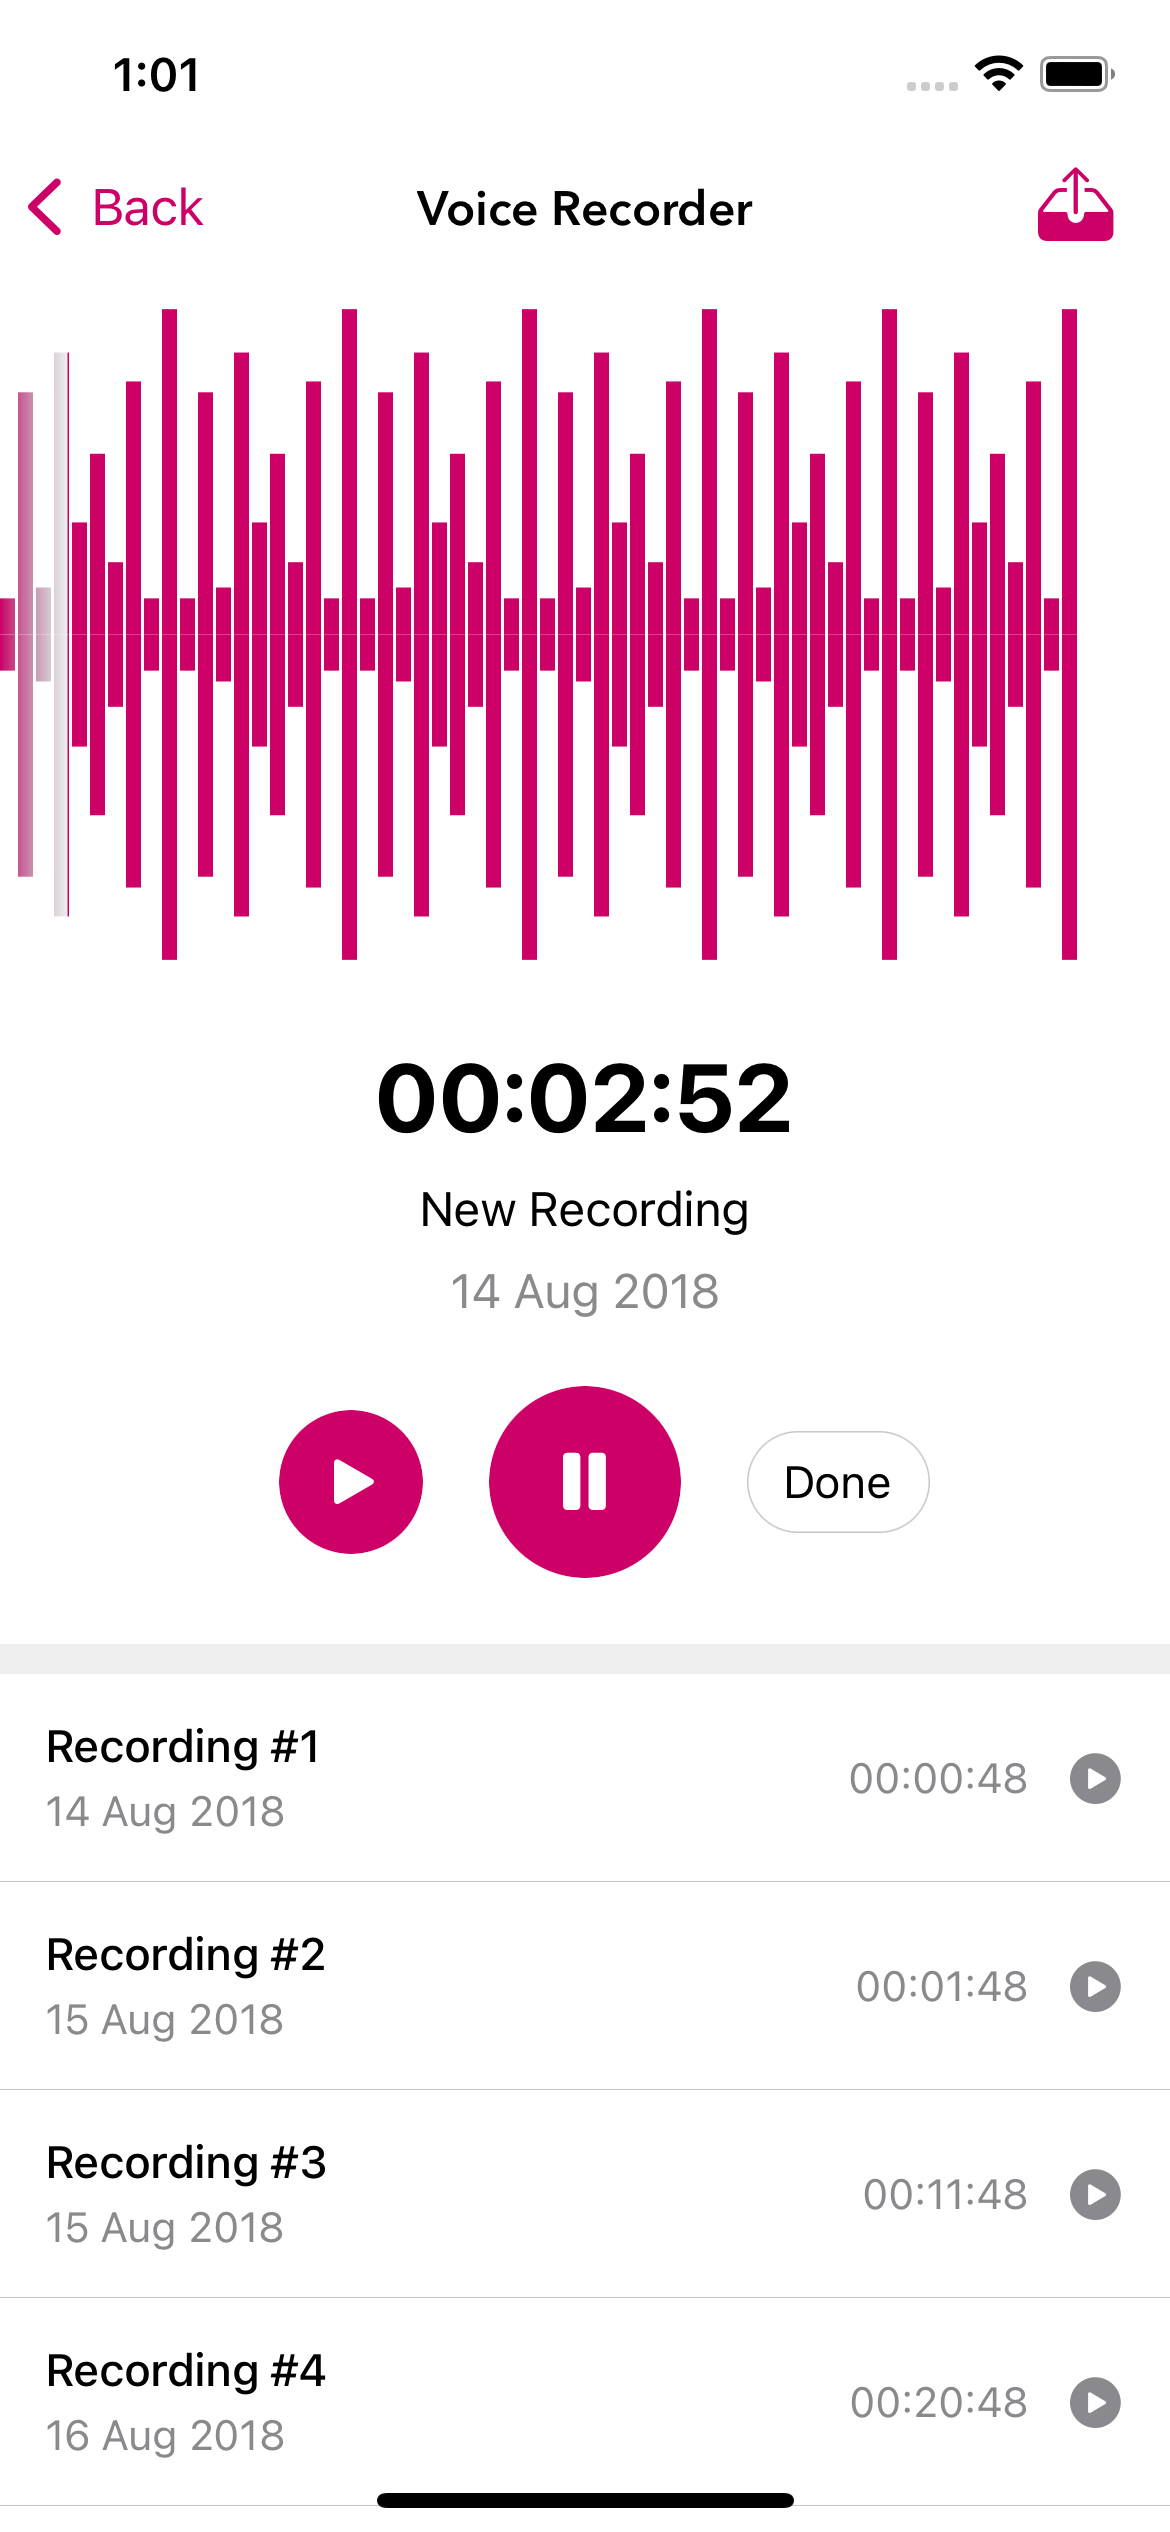 1:01
Back
Voice Recorder
00:02:52
New Recording
14 Aug 2018
Done
Recording #1
14 Aug 2018
00:00:48
Recording #2
15 Aug 2018
00:01:48
Recording #3
15 Aug 2018
00:11:48
Recording #4
16 Aug 2018
00:20:48